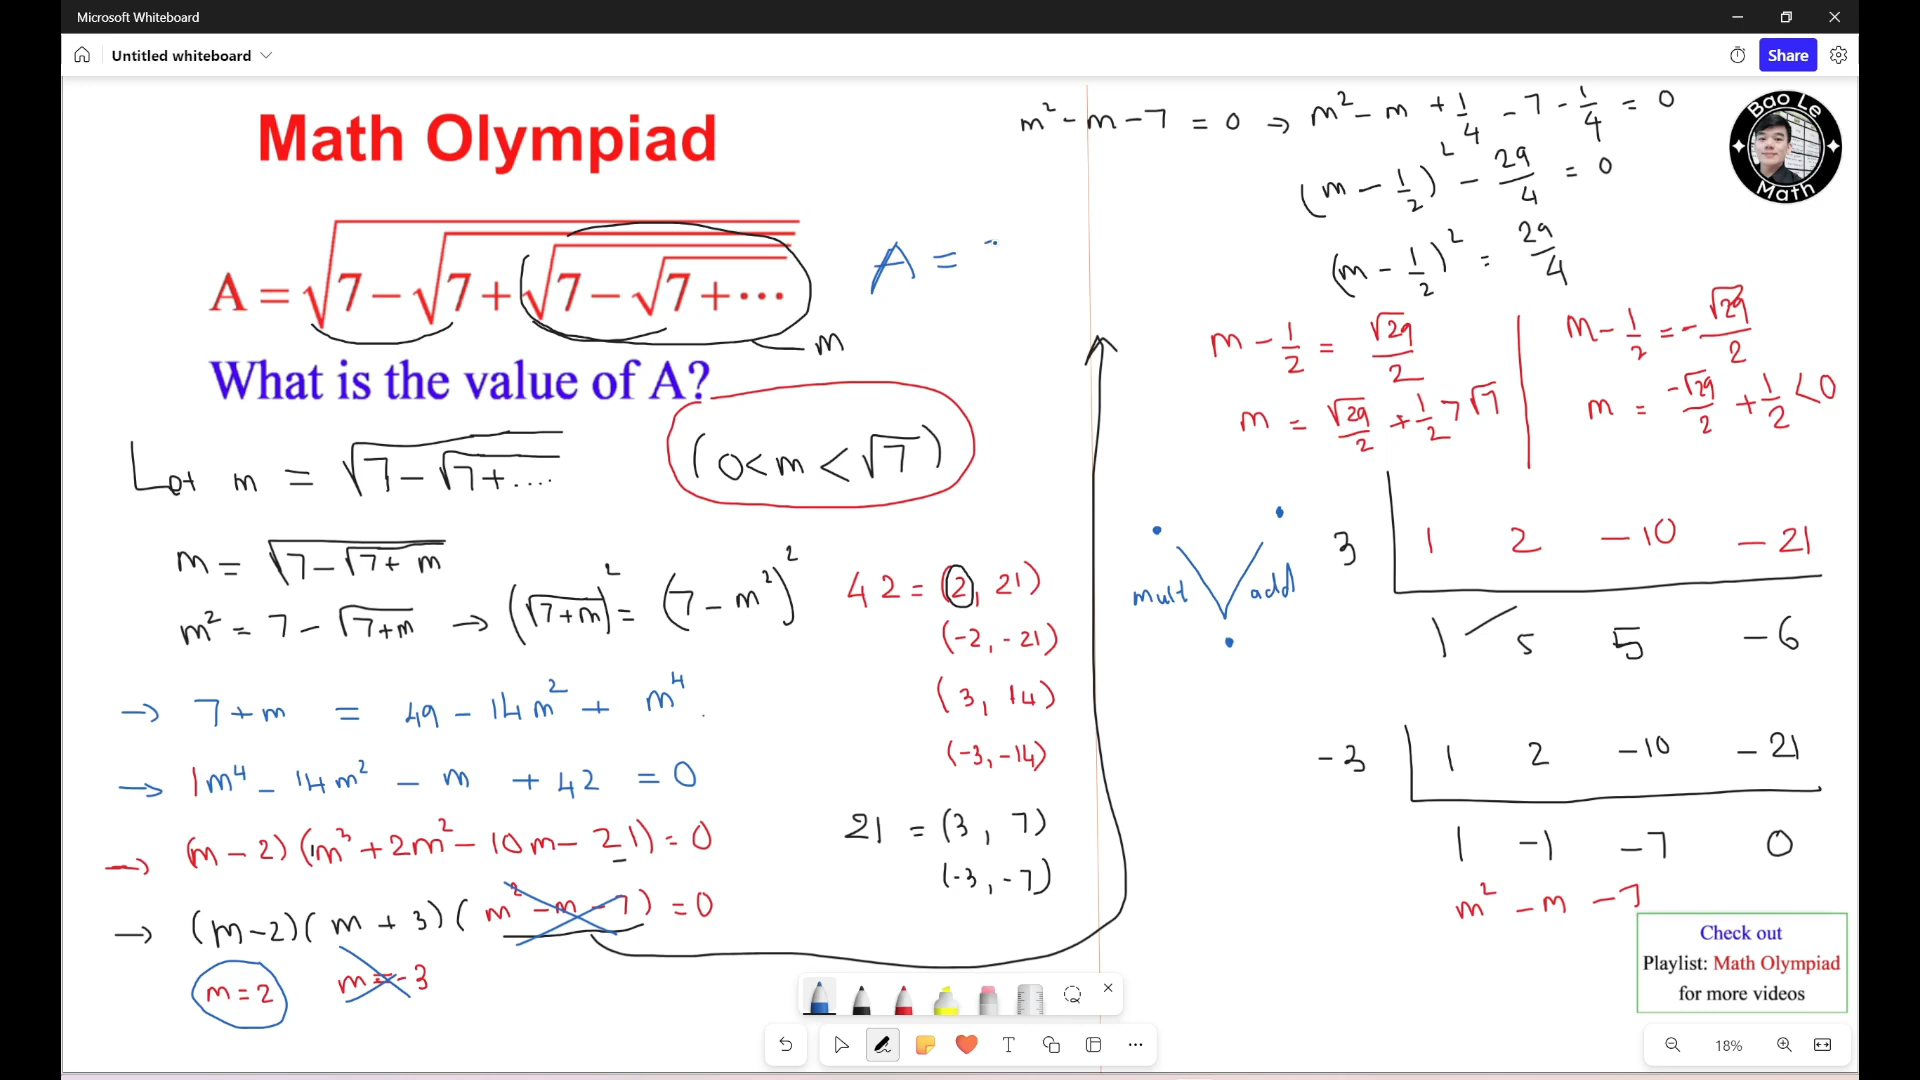 Microsoft Whiteboard
Untitled whiteboard
Share
Math Olympiad
A = √(7 − √(7 + √(7 − √(7 + ···
A = ?
m
What is the value of A?
Let m = √(7 − √(7 + ....
(0 < m < √7)
m = √(7 − √(7 + m
m² = 7 − √(7+m) → (√(7+m))² = (7 − m²)²
→ 7 + m = 49 − 14m² + m⁴
→ 1m⁴ − 14m² − m + 42 = 0
→ (m − 2)(1m³ + 2m² − 10m − 21) = 0
→ (m − 2)(m + 3)(m² − m − 7) = 0
m = 2
m = −3
42 = (2, 21)
(−2, −21)
(3, 14)
(−3, −14)
21 = (3, 7)
(−3, −7)
m² − m − 7 = 0 → m² − m + 1/4 − 7 − 1/4 = 0
(m − 1/2)² − 29/4 = 0
(m − 1/2)² = 29/4
m − 1/2 = √29/2
m = √29/2 + 1/2 > √7
m − 1/2 = −√29/2
m = −√29/2 + 1/2 < 0
mult add
3 1 2 −10 −21
1 5 5 −6
−3 1 2 −10 −21
1 −1 −7 0
m² − m − 7
Bao Le
Math
Check out
Playlist: Math Olympiad
for more videos
18%